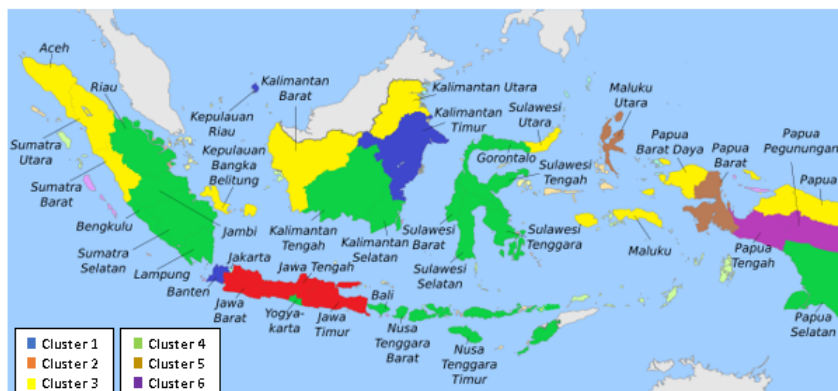 Aceh
Riau
Sumatra
Utara
Sumatra
Barat
Bengkulu
Sumatra
Selatan
Lampung
Jambi
Kepulauan
Riau
Kepulauan
Bangka
Belitung
Kalimantan
Barat
Kalimantan Utara
Kalimantan
Timur
Kalimantan
Tengah
Kalimantan
Selatan
Sulawesi
Utara
Gorontalo
Sulawesi
Tengah
Sulawesi
Barat
Sulawesi
Tenggara
Sulawesi
Selatan
Maluku
Utara
Maluku
Papua
Barat Daya
Papua
Barat
Papua
Pegunungan
Papua
Papua
Tengah
Papua
Selatan
Jakarta
Banten
Jawa
Barat
Jawa Tengah
Yogya-
karta
Jawa
Timur
Bali
Nusa
Tenggara
Barat
Nusa
Tenggara
Timur
Cluster 1
Cluster 2
Cluster 3
Cluster 4
Cluster 5
Cluster 6